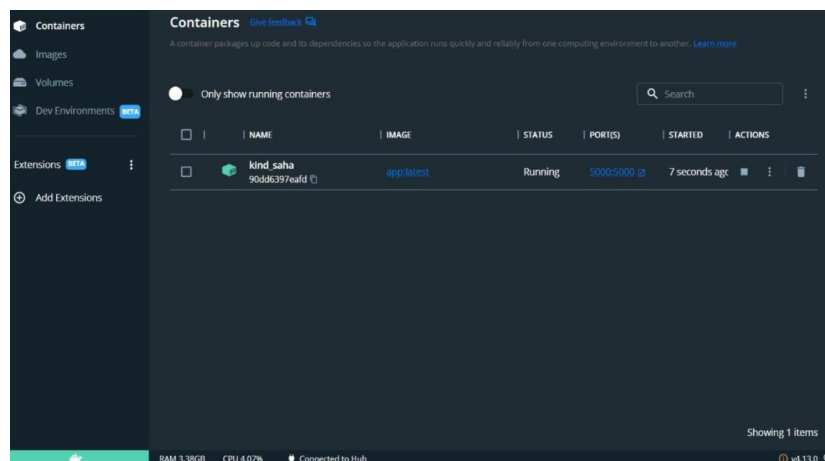 Containers
Images
Volumes
Dev Environments BETA
Extensions BETA
Add Extensions
Containers Give feedback
A container packages up code and its dependencies so the application runs quickly and reliably from one computing environment to another. Learn more
Only show running containers
Search
NAME IMAGE STATUS PORT(S) STARTED ACTIONS
kind_saha
90dd6397eafd
app:latest Running 5000:5000 7 seconds agc
Showing 1 items
RAM 3.38GB CPU 4.07% Connected to Hub v4.13.0